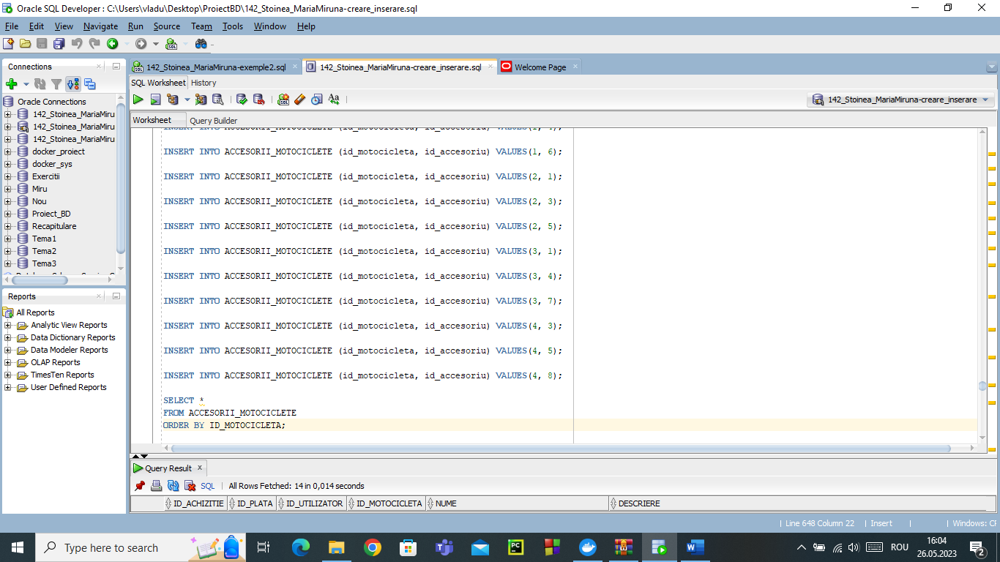 Oracle SQL Developer : C:\Users\vladu\Desktop\ProiectBD\142_Stoinea_MariaMiruna-creare_inserare.sql
File Edit View Navigate Run Source Team Tools Window Help
Connections
Oracle Connections
142_Stoinea_MariaMiru
142_Stoinea_MariaMiru
142_Stoinea_MariaMiru
docker_proiect
docker_sys
Exercitii
Miru
Nou
Proiect_BD
Recapitulare
Tema1
Tema2
Tema3
Reports
All Reports
Analytic View Reports
Data Dictionary Reports
Data Modeler Reports
OLAP Reports
TimesTen Reports
User Defined Reports
142_Stoinea_MariaMiruna-exemple2.sql 142_Stoinea_MariaMiruna-creare_inserare.sql Welcome Page
SQL Worksheet History
142_Stoinea_MariaMiruna-creare_inserare
Worksheet Query Builder
INSERT INTO ACCESORII_MOTOCICLETE (id_motocicleta, id_accesoriu) VALUES(1, 4);
INSERT INTO ACCESORII_MOTOCICLETE (id_motocicleta, id_accesoriu) VALUES(1, 6);
INSERT INTO ACCESORII_MOTOCICLETE (id_motocicleta, id_accesoriu) VALUES(2, 1);
INSERT INTO ACCESORII_MOTOCICLETE (id_motocicleta, id_accesoriu) VALUES(2, 3);
INSERT INTO ACCESORII_MOTOCICLETE (id_motocicleta, id_accesoriu) VALUES(2, 5);
INSERT INTO ACCESORII_MOTOCICLETE (id_motocicleta, id_accesoriu) VALUES(3, 1);
INSERT INTO ACCESORII_MOTOCICLETE (id_motocicleta, id_accesoriu) VALUES(3, 4);
INSERT INTO ACCESORII_MOTOCICLETE (id_motocicleta, id_accesoriu) VALUES(3, 7);
INSERT INTO ACCESORII_MOTOCICLETE (id_motocicleta, id_accesoriu) VALUES(4, 3);
INSERT INTO ACCESORII_MOTOCICLETE (id_motocicleta, id_accesoriu) VALUES(4, 5);
INSERT INTO ACCESORII_MOTOCICLETE (id_motocicleta, id_accesoriu) VALUES(4, 8);
SELECT *
FROM ACCESORII_MOTOCICLETE
ORDER BY ID_MOTOCICLETA;
Query Result
SQL | All Rows Fetched: 14 in 0,014 seconds
ID_ACHIZITIE ID_PLATA ID_UTILIZATOR ID_MOTOCICLETA NUME DESCRIERE
Line 648 Column 22 | Insert | Windows: CF
Type here to search
ROU
16:04
26.05.2023
2